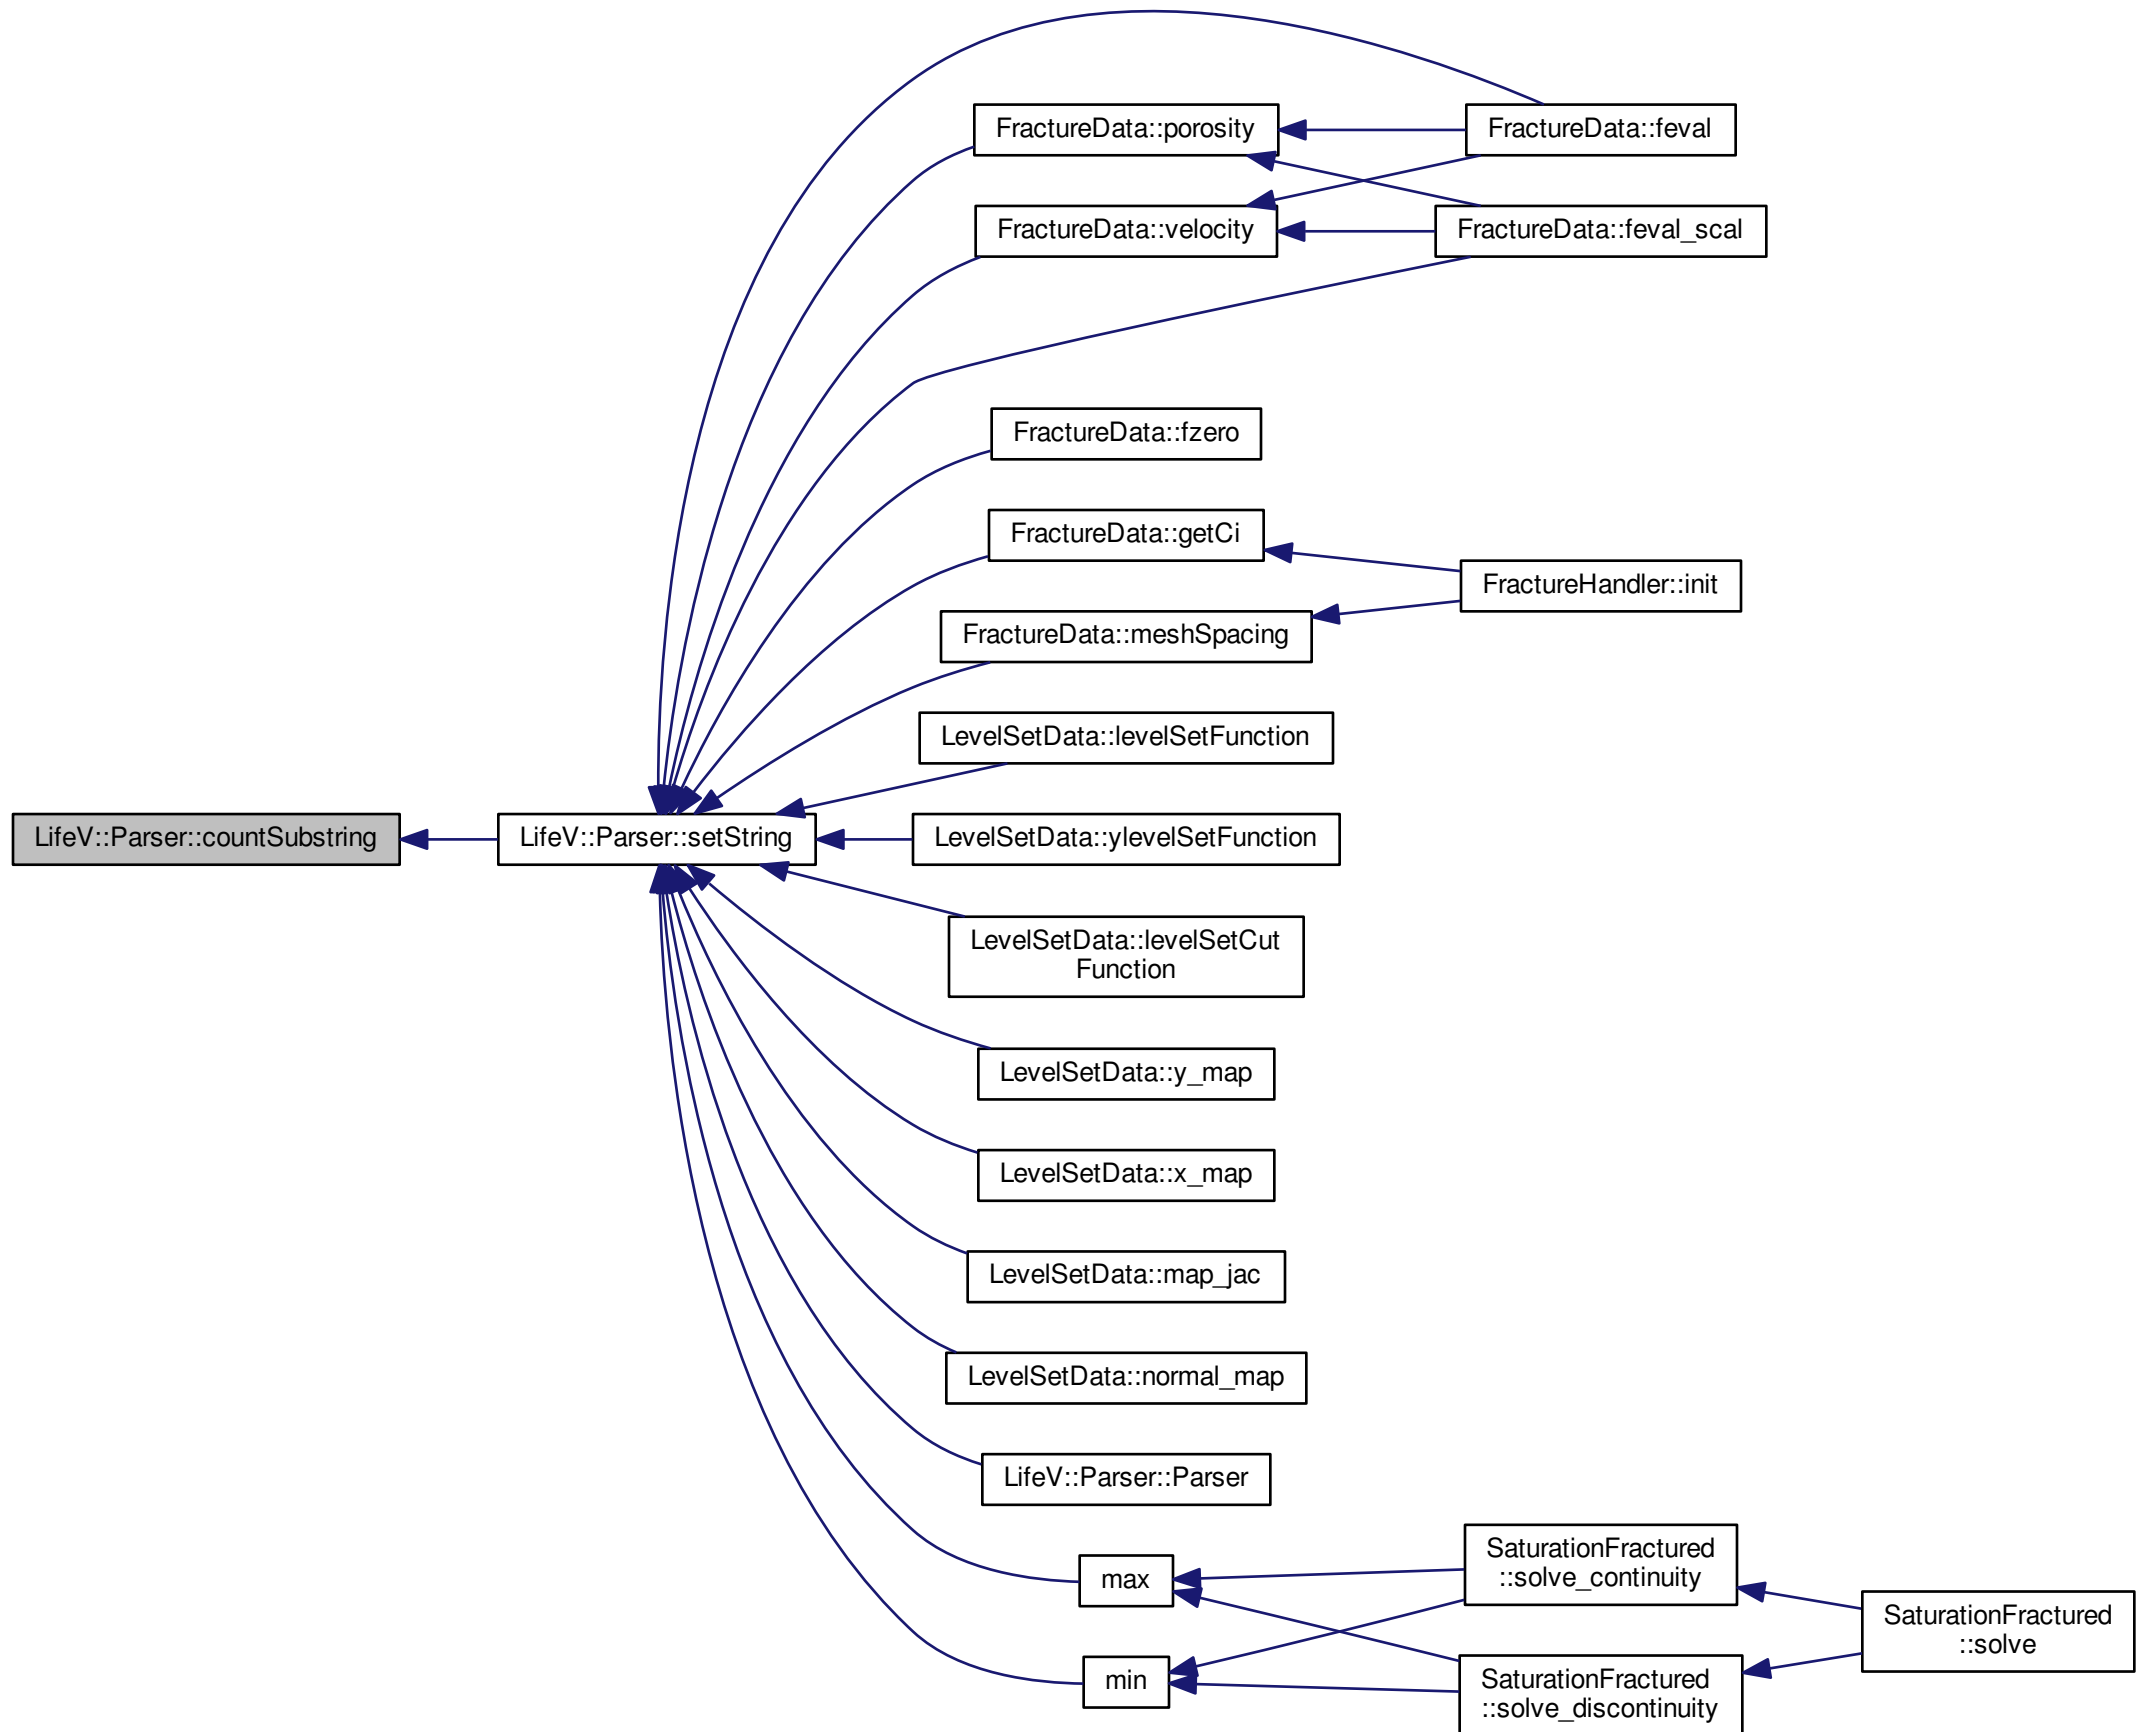 FractureData::porosity
FractureData::feval
FractureData::velocity
FractureData::feval_scal
FractureData::fzero
FractureData::getCi
FractureHandler::init
FractureData::meshSpacing
LevelSetData::levelSetFunction
LifeV::Parser::countSubstring
LifeV::Parser::setString
LevelSetData::ylevelSetFunction
LevelSetData::levelSetCut
Function
LevelSetData::y_map
LevelSetData::x_map
LevelSetData::map_jac
LevelSetData::normal_map
LifeV::Parser::Parser
max
SaturationFractured
::solve_continuity
SaturationFractured
::solve
min
SaturationFractured
::solve_discontinuity